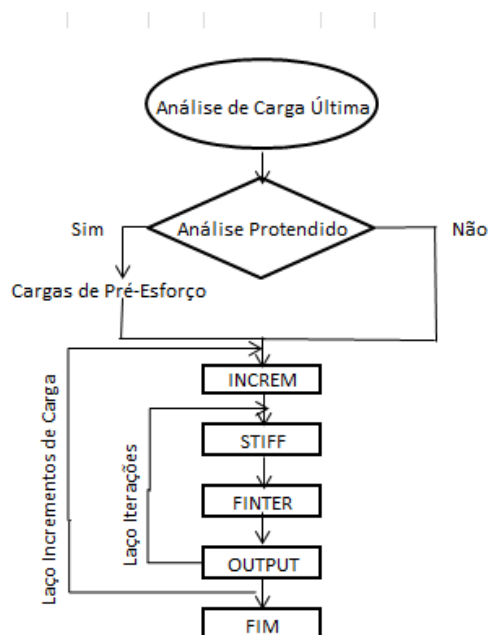 Análise de Carga Última
Análise Protendido
Sim
Não
Cargas de Pré-Esforço
INCREM
STIFF
FINTER
OUTPUT
FIM
Laço Iterações
Laço Incrementos de Carga